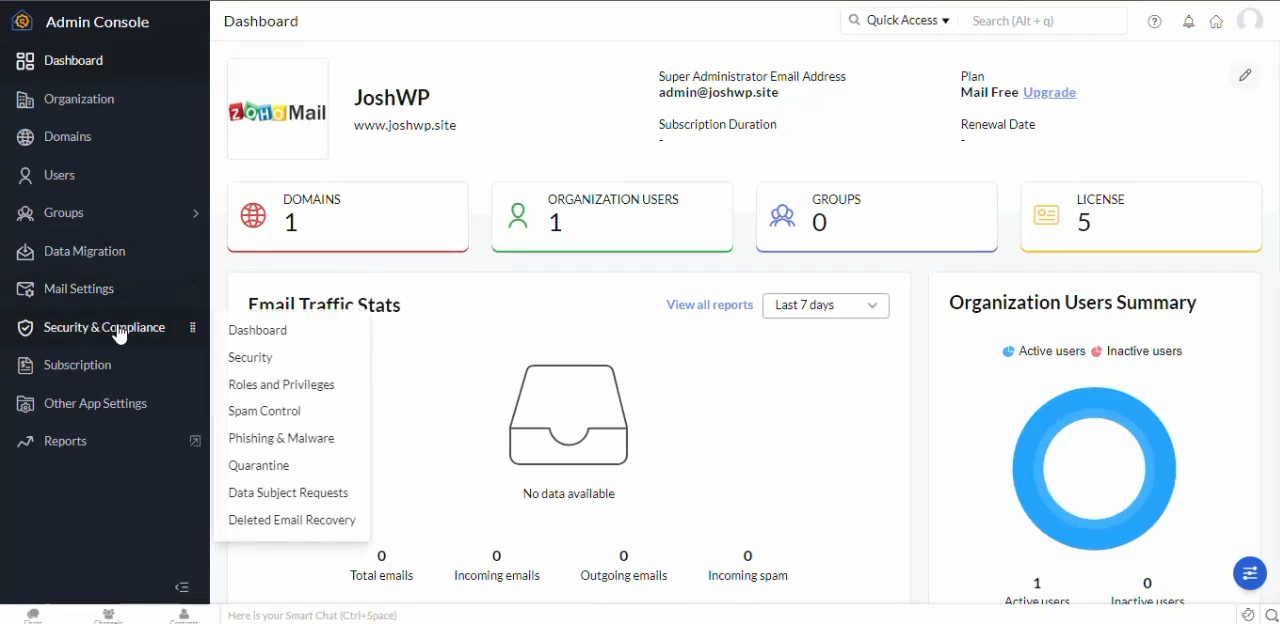 Admin Console
Dashboard
Quick Access
Search (Alt + q)
Dashboard
Organization
Domains
Users
Groups
Data Migration
Mail Settings
Security & Compliance
Subscription
Other App Settings
Reports
ZOHO Mail
JoshWP
www.joshwp.site
Super Administrator Email Address
admin@joshwp.site
Subscription Duration
-
Plan
Mail Free Upgrade
Renewal Date
-
DOMAINS
1
ORGANIZATION USERS
1
GROUPS
0
LICENSE
5
Email Traffic Stats
View all reports
Last 7 days
Dashboard
Security
Roles and Privileges
Spam Control
Phishing & Malware
Quarantine
Data Subject Requests
Deleted Email Recovery
No data available
0
Total emails
0
Incoming emails
0
Outgoing emails
0
Incoming spam
Organization Users Summary
Active users
Inactive users
1
Active users
0
Inactive users
Chats
Channels
Contacts
Here is your Smart Chat (Ctrl+Space)